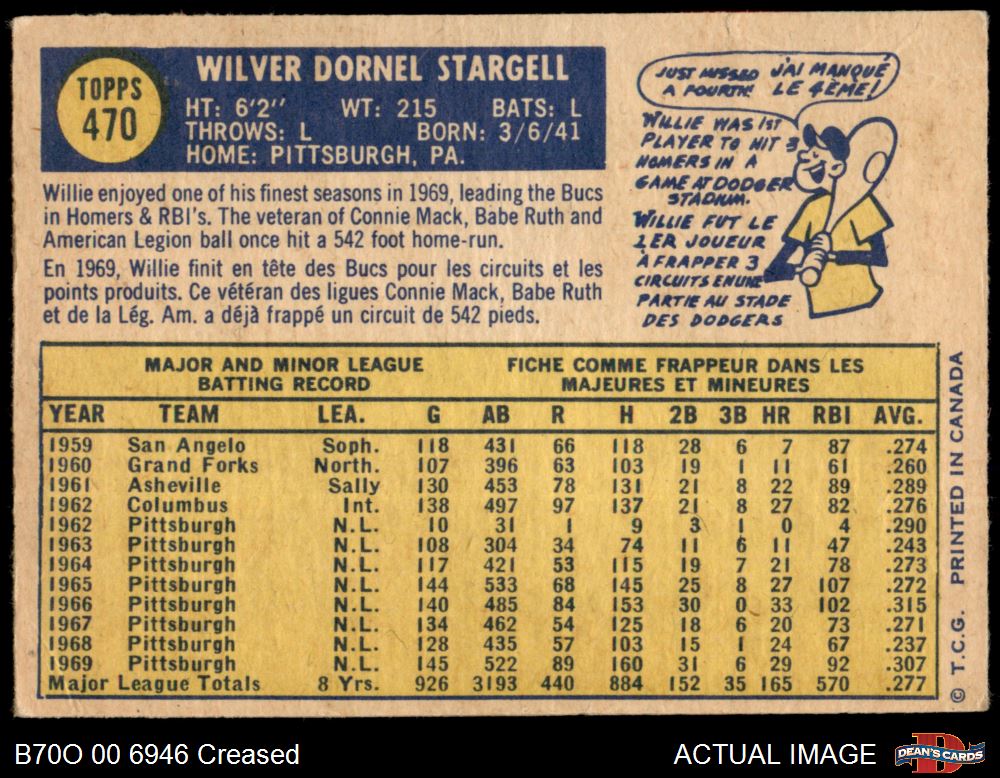 TOPPS
470
WILVER DORNEL STARGELL
HT: 6'2" WT: 215 BATS: L
THROWS: L BORN: 3/6/41
HOME: PITTSBURGH, PA.
Willie enjoyed one of his finest seasons in 1969, leading the Bucs
in Homers & RBI's. The veteran of Connie Mack, Babe Ruth and
American Legion ball once hit a 542 foot home-run.
En 1969, Willie finit en tête des Bucs pour les circuits et les
points produits. Ce vétéran des ligues Connie Mack, Babe Ruth
et de la Lég. Am. a déjà frappé un circuit de 542 pieds.
JUST MISSED A FOURTH!
J'AI MANQUÉ LE 4ÈME!
WILLIE WAS 1ST
PLAYER TO HIT 3
HOMERS IN A
GAME AT DODGER
STADIUM.
WILLIE FUT LE
1ER JOUEUR
A FRAPPER 3
CIRCUITS EN UNE
PARTIE AU STADE
DES DODGERS
MAJOR AND MINOR LEAGUE
BATTING RECORD
FICHE COMME FRAPPEUR DANS LES
MAJEURES ET MINEURES
YEAR TEAM LEA. G AB R H 2B 3B HR RBI AVG.
1959 San Angelo Soph. 118 431 66 118 28 6 7 87 .274
1960 Grand Forks North. 107 396 63 103 19 1 11 61 .260
1961 Asheville Sally 130 453 78 131 21 8 22 89 .289
1962 Columbus Int. 138 497 97 137 21 8 27 82 .276
1962 Pittsburgh N.L. 10 31 1 9 3 1 0 4 .290
1963 Pittsburgh N.L. 108 304 34 74 11 6 11 47 .243
1964 Pittsburgh N.L. 117 421 53 115 19 7 21 78 .273
1965 Pittsburgh N.L. 144 533 68 145 25 8 27 107 .272
1966 Pittsburgh N.L. 140 485 84 153 30 0 33 102 .315
1967 Pittsburgh N.L. 134 462 54 125 18 6 20 73 .271
1968 Pittsburgh N.L. 128 435 57 103 15 1 24 67 .237
1969 Pittsburgh N.L. 145 522 89 160 31 6 29 92 .307
Major League Totals 8 Yrs. 926 3193 440 884 152 35 165 570 .277
© T.C.G. PRINTED IN CANADA
B70O 00 6946 Creased
ACTUAL IMAGE
DEAN'S CARDS